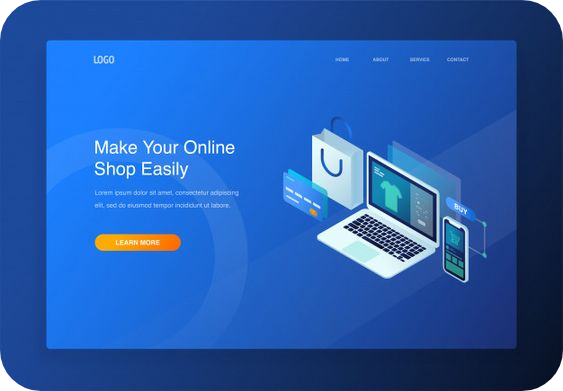 LOGO
HOME ABOUT SERVICE CONTACT
Make Your Online
Shop Easily
Lorem ipsum dolor sit amet, consectetur adipiscing
elit, sed do eiusmod tempor incididunt ut labore.
LEARN MORE
BUY